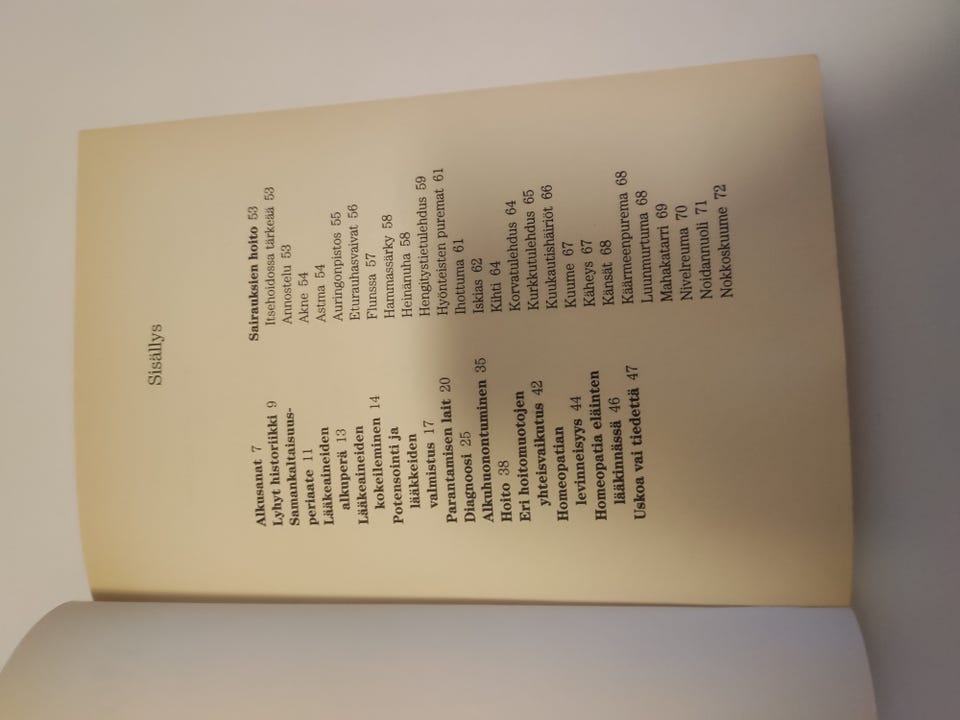 Sisällys
Alkusanat 7
Lyhyt historiikki 9
Samankaltaisuus-
periaate 11
Lääkeaineiden
alkuperä 13
Lääkeaineiden
kokeileminen 14
Potensointi ja
lääkkeiden
valmistus 17
Parantamisen lait 20
Diagnoosi 25
Alkuhuonontuminen 35
Hoito 38
Eri hoitomuotojen
yhteisvaikutus 42
Homeopatian
levinneisyys 44
Homeopatia eläinten
lääkinnässä 46
Uskoa vai tiedettä 47
Sairauksien hoito 53
Itsehoidossa tärkeää 53
Annostelu 53
Akne 54
Astma 54
Auringonpistos 55
Eturauhasvaivat 56
Flunssa 57
Hammassärky 58
Heinänuha 58
Hengitystietulehdus 59
Hyönteisten puremat 61
Ihottuma 61
Iskias 62
Kihti 64
Korvatulehdus 64
Kurkkutulehdus 65
Kuukautishäiriöt 66
Kuume 67
Käheys 67
Känsät 68
Käärmeenpurema 68
Luunmurtuma 68
Mahakatarri 69
Nivelreuma 70
Noidannuoli 71
Nokkoskuume 72